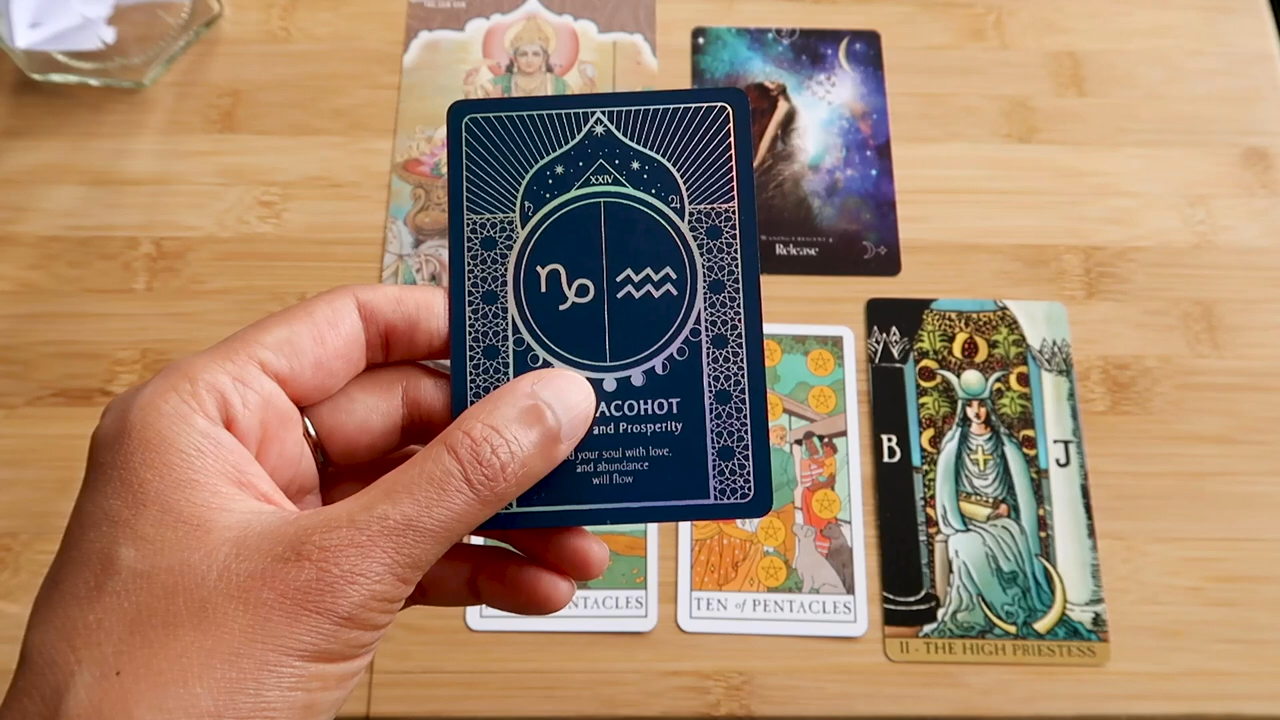 XXIV
ACOHOT
and Prosperity
your soul with love,
and abundance
will flow
Release
PENTACLES
TEN of PENTACLES
B
J
II - THE HIGH PRIESTESS